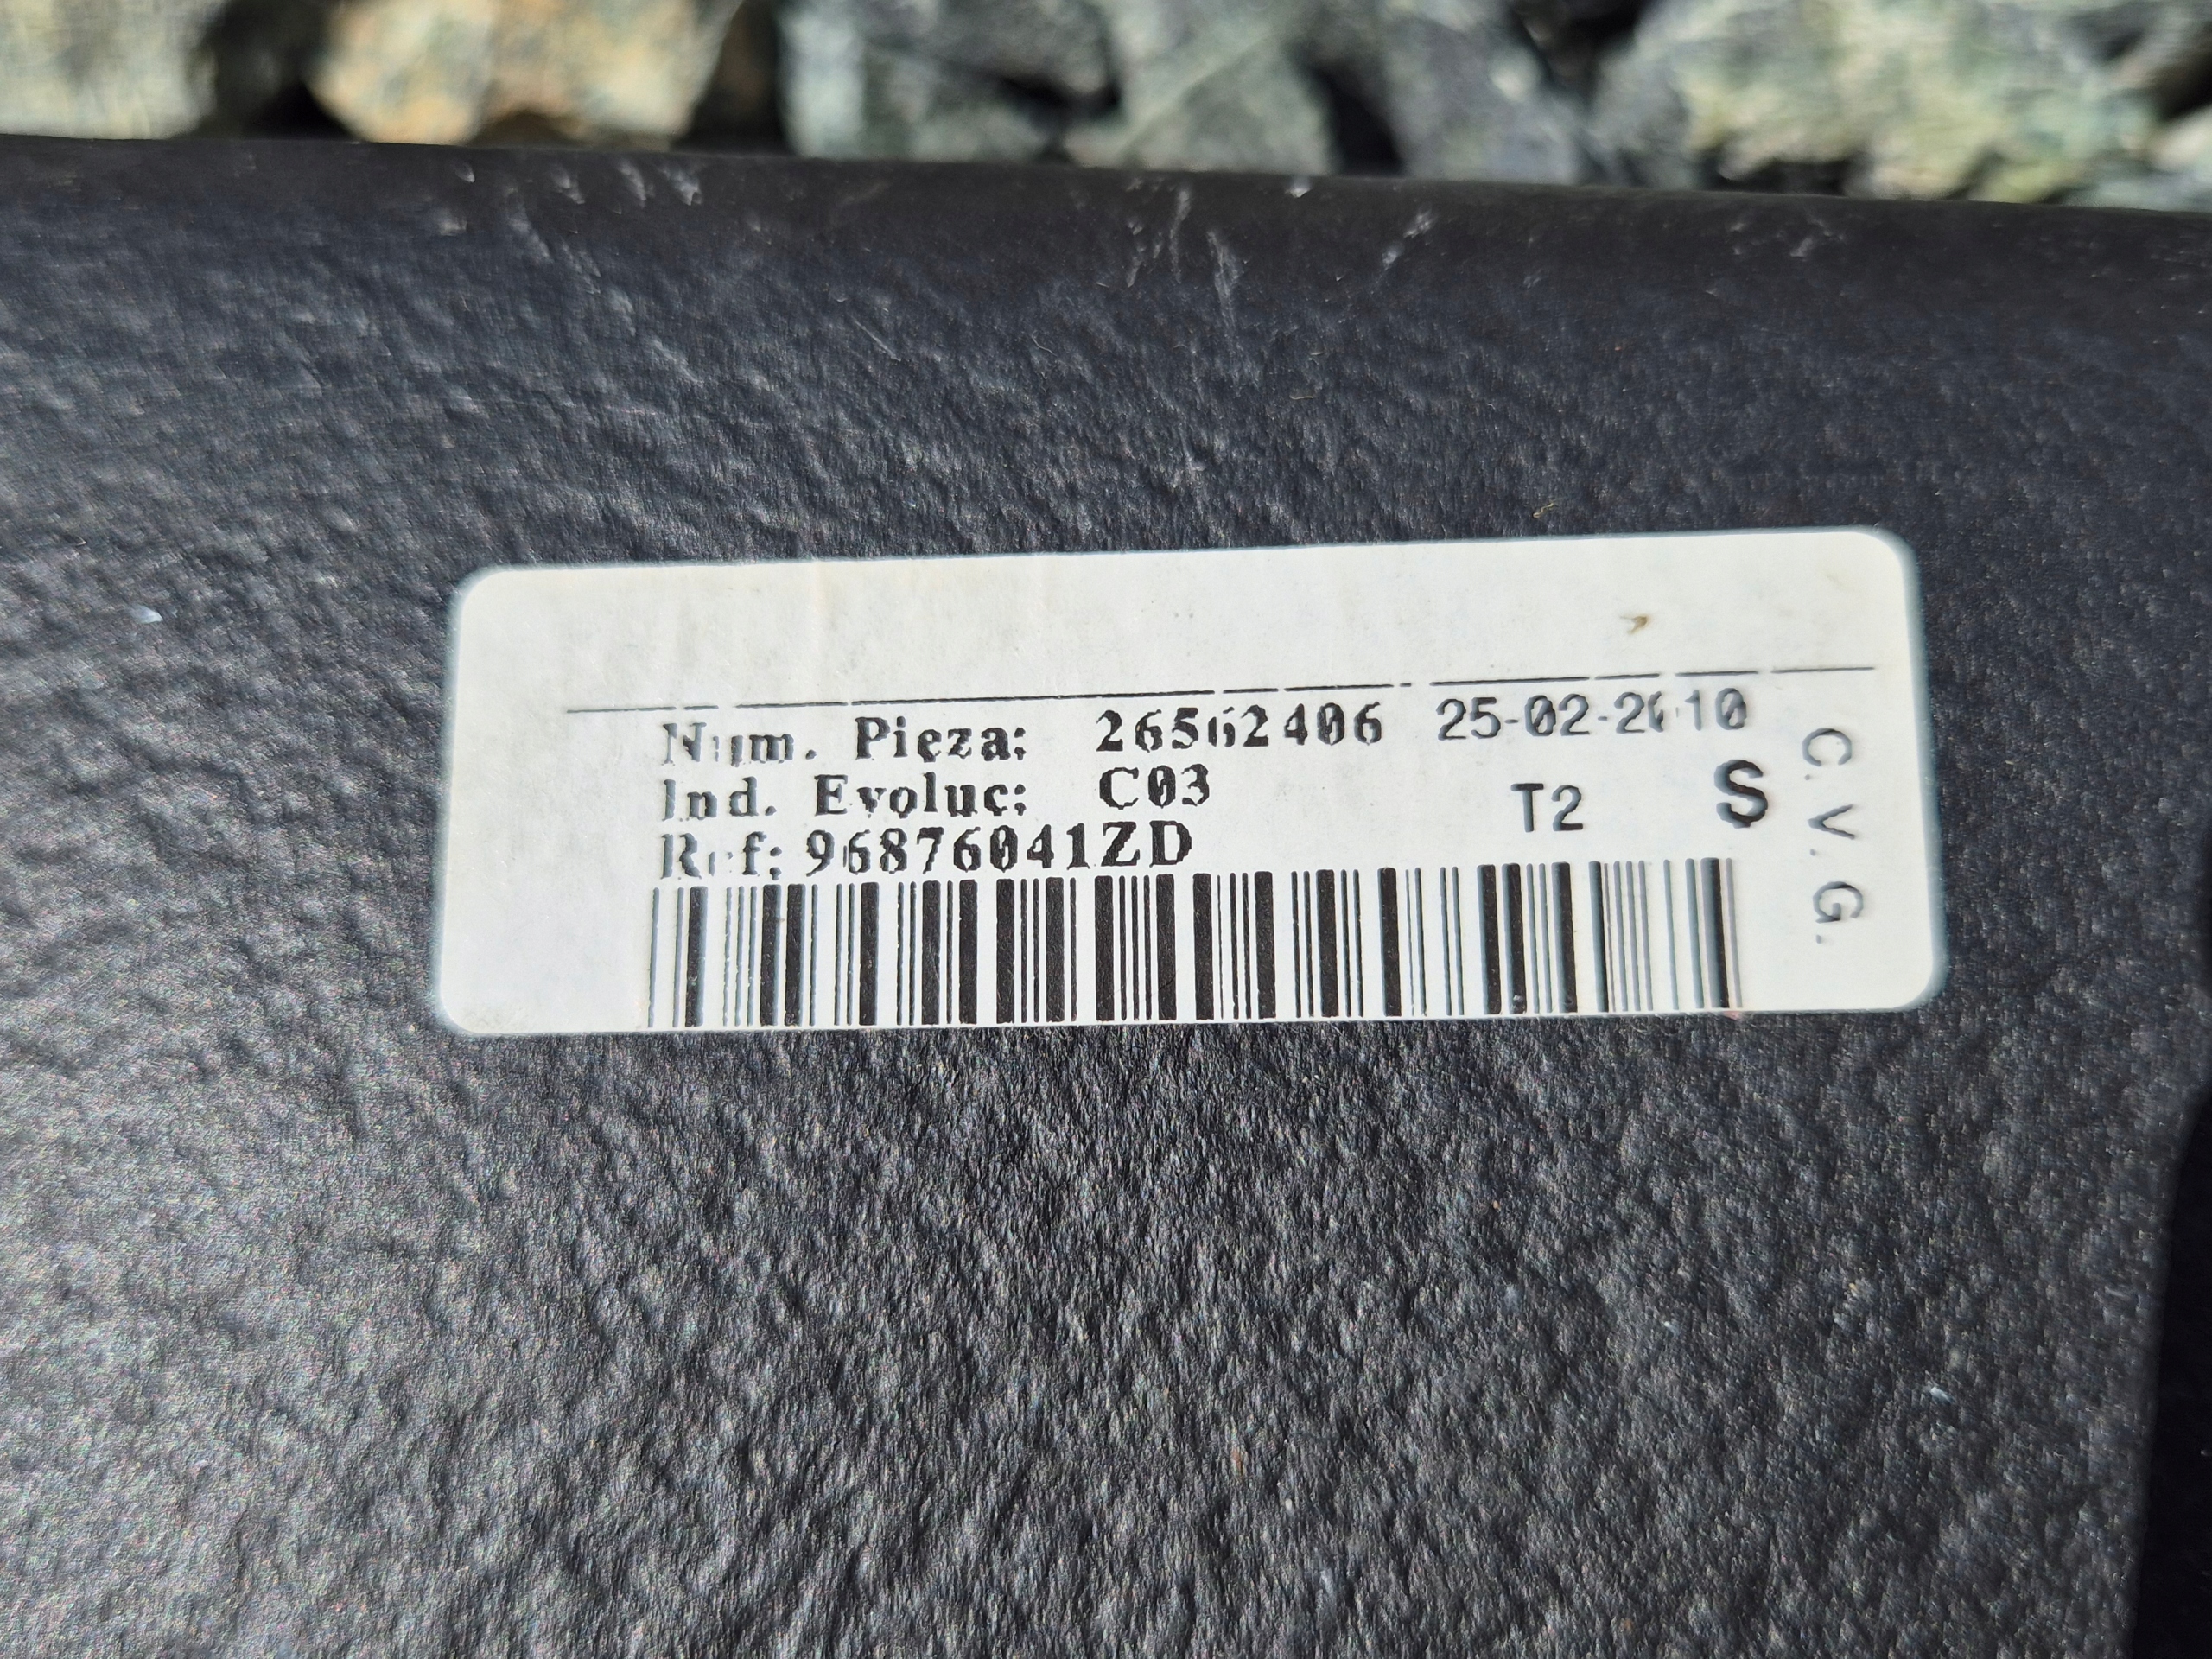 Num. Pieza: 26562406 25-02-2010
Ind. Evoluc: C03 T2 S
Ref: 96876041ZD
C.V.G.